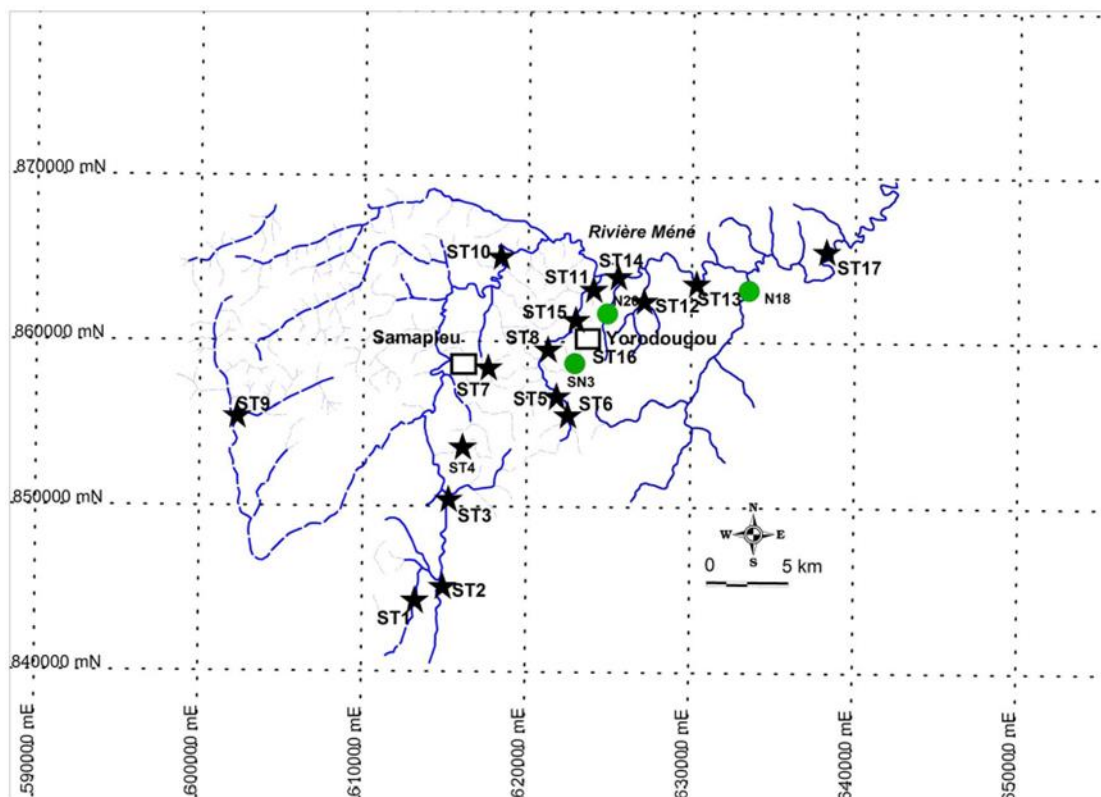 870000 mN
Rivière Méné
ST10
ST14
ST17
ST11
N20
ST12
ST13
N18
ST15
860000 mN
Samapleu
ST8
Yorodougou
ST16
ST7
SN3
ST9
ST5
ST6
ST4
850000 mN
ST3
N
W E
S
0 5 km
ST2
ST1
840000 mN
590000 mE
600000 mE
610000 mE
620000 mE
630000 mE
640000 mE
650000 mE